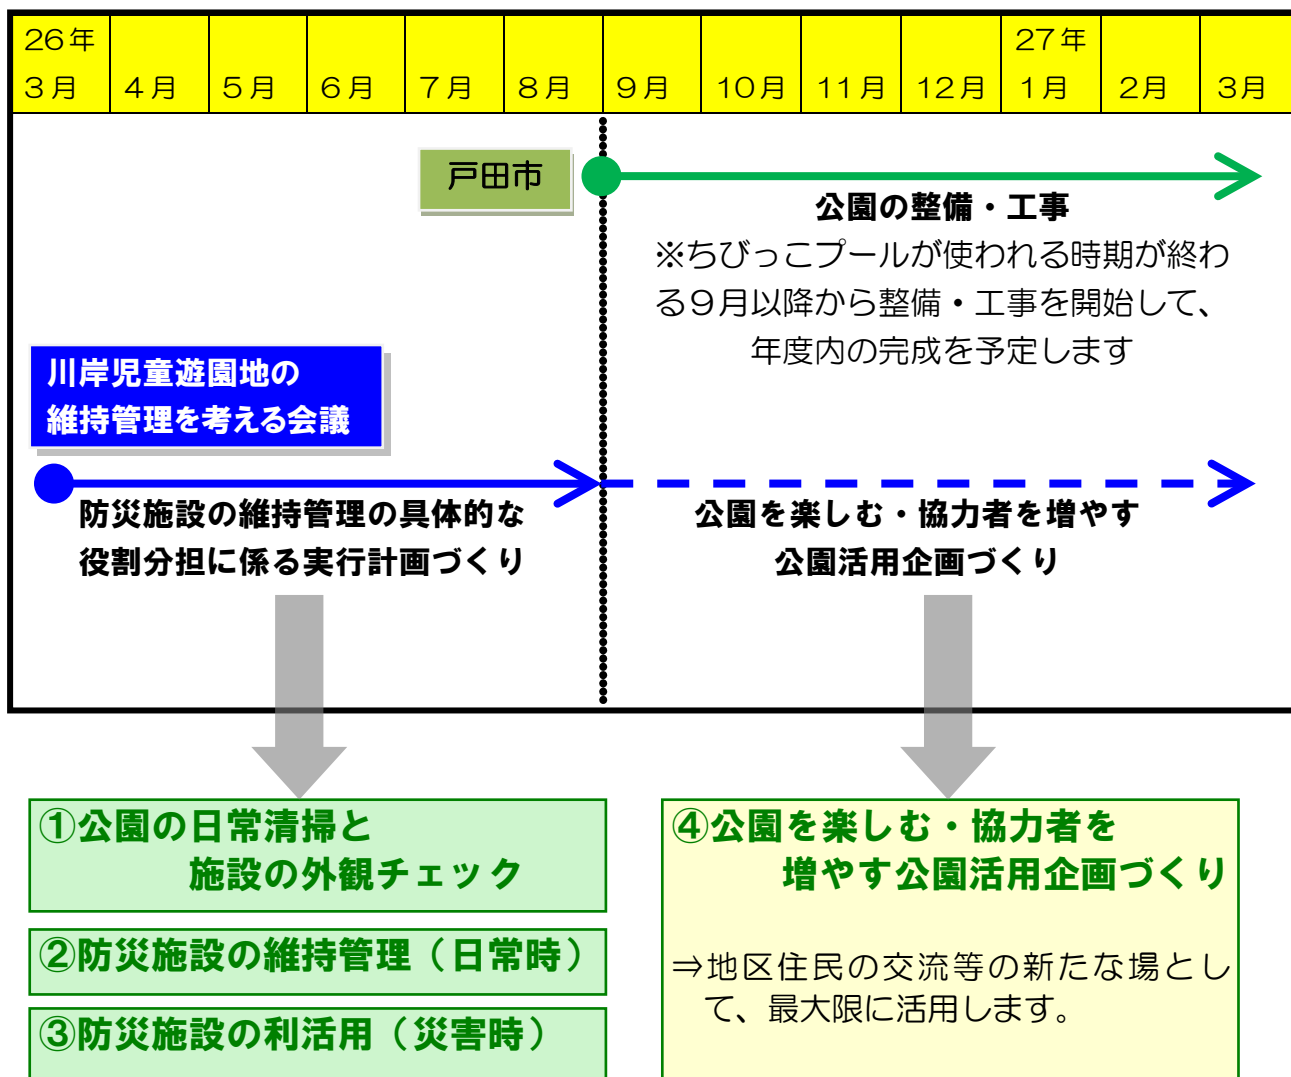 26年 27年
3月 4月 5月 6月 7月 8月 9月 10月 11月 12月 1月 2月 3月
戸田市
公園の整備・工事
※ちびっこプールが使われる時期が終わ
る9月以降から整備・工事を開始して、
年度内の完成を予定します
川岸児童遊園地の
維持管理を考える会議
防災施設の維持管理の具体的な
役割分担に係る実行計画づくり
公園を楽しむ・協力者を増やす
公園活用企画づくり
①公園の日常清掃と
施設の外観チェック
②防災施設の維持管理（日常時）
③防災施設の利活用（災害時）
④公園を楽しむ・協力者を
増やす公園活用企画づくり
⇒地区住民の交流等の新たな場とし
て、最大限に活用します。